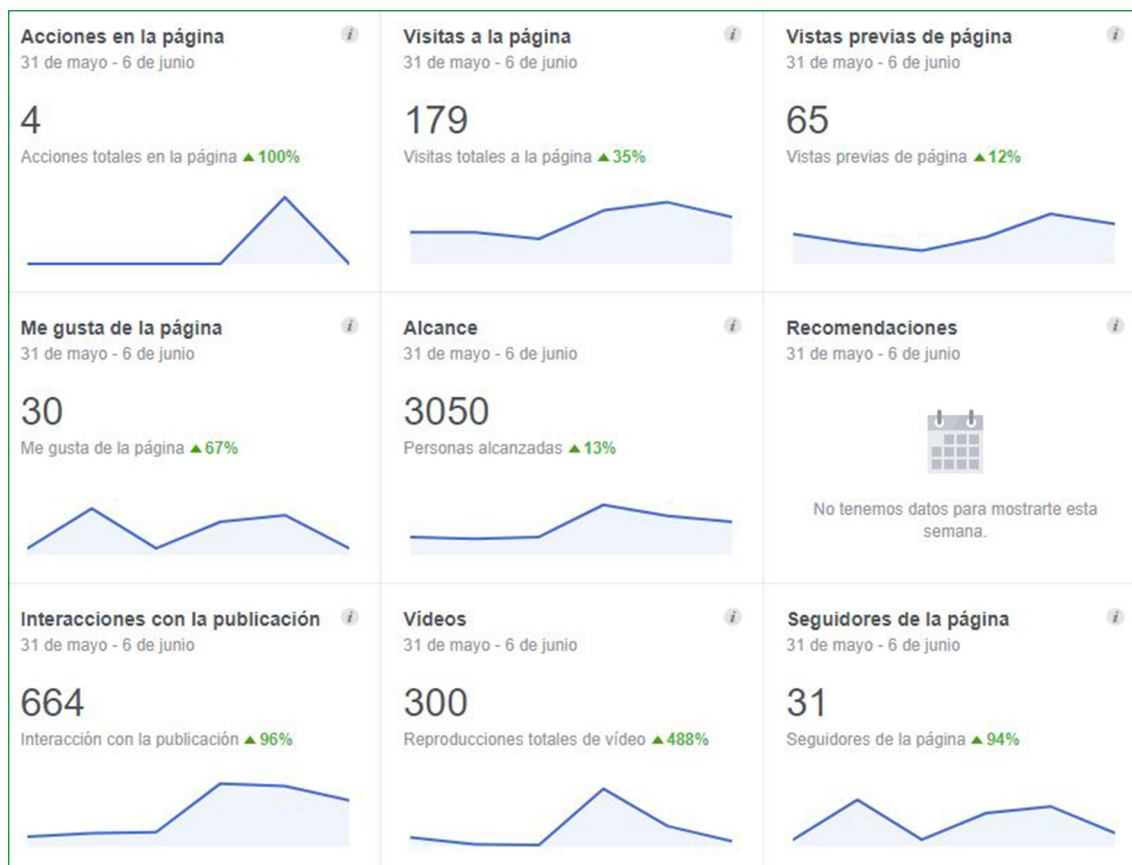 Acciones en la página
31 de mayo - 6 de junio
4
Acciones totales en la página ▲100%
Visitas a la página
31 de mayo - 6 de junio
179
Visitas totales a la página ▲35%
Vistas previas de página
31 de mayo - 6 de junio
65
Vistas previas de página ▲12%
Me gusta de la página
31 de mayo - 6 de junio
30
Me gusta de la página ▲67%
Alcance
31 de mayo - 6 de junio
3050
Personas alcanzadas ▲13%
Recomendaciones
31 de mayo - 6 de junio
No tenemos datos para mostrarte esta
semana.
Interacciones con la publicación
31 de mayo - 6 de junio
664
Interacción con la publicación ▲96%
Vídeos
31 de mayo - 6 de junio
300
Reproducciones totales de vídeo ▲488%
Seguidores de la página
31 de mayo - 6 de junio
31
Seguidores de la página ▲94%